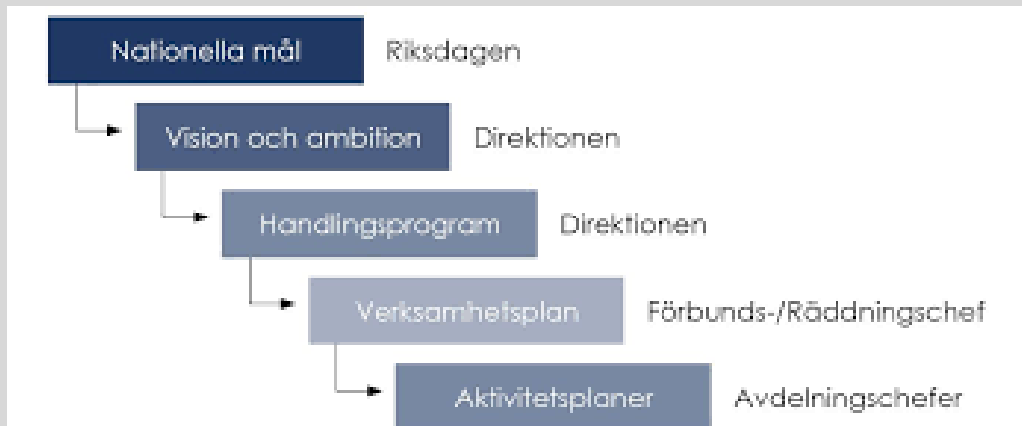 Nationella mål Riksdagen
Vision och ambition Direktionen
Handlingsprogram Direktionen
Verksamhetsplan Förbunds-/Räddningschef
Aktivitetsplaner Avdelningschefer